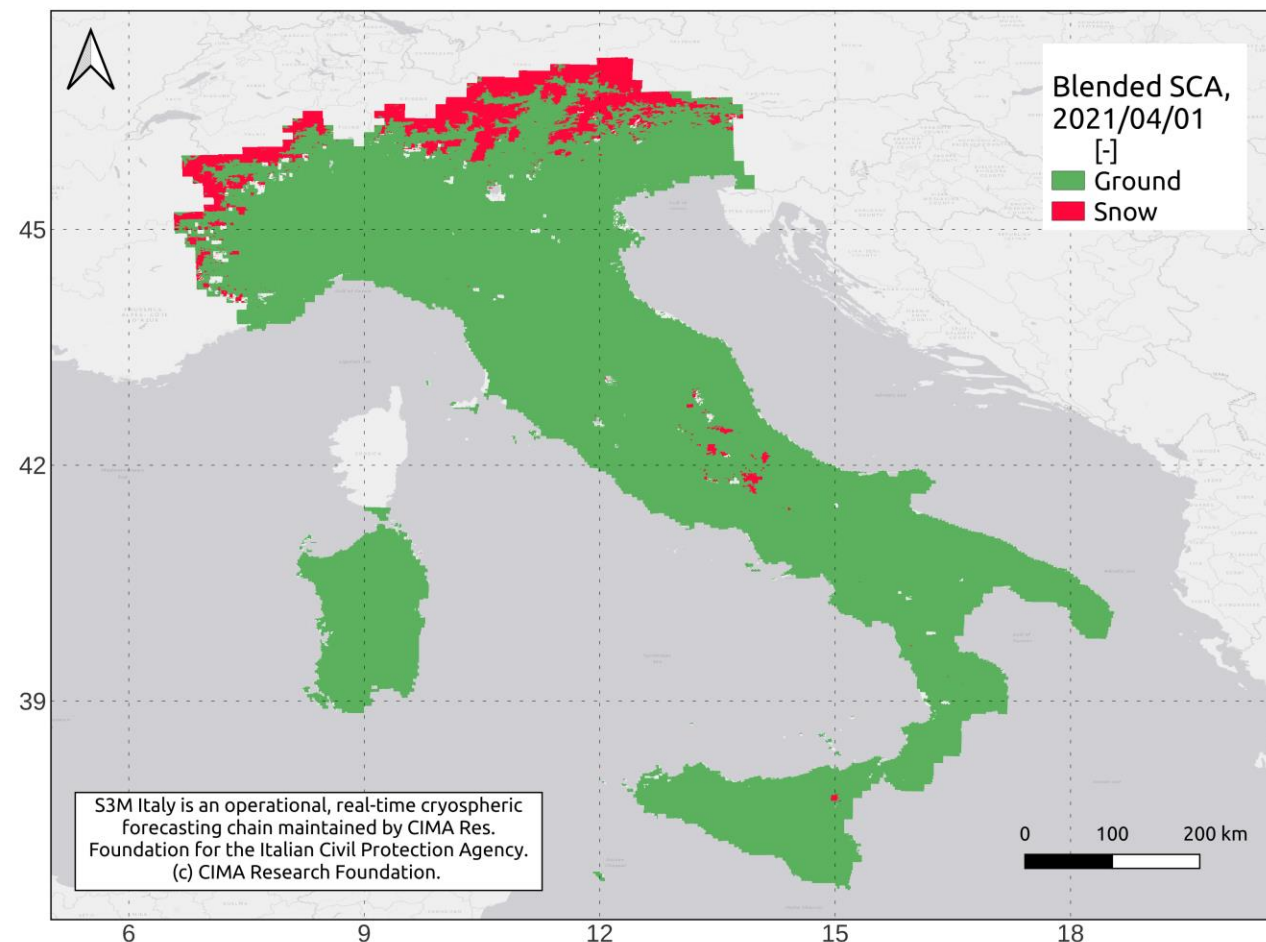 Blended SCA,
2021/04/01
[-]
Ground
Snow
45
42
39
S3M Italy is an operational, real-time cryospheric
forecasting chain maintained by CIMA Res.
Foundation for the Italian Civil Protection Agency.
(c) CIMA Research Foundation.
0 100 200 km
6 9 12 15 18